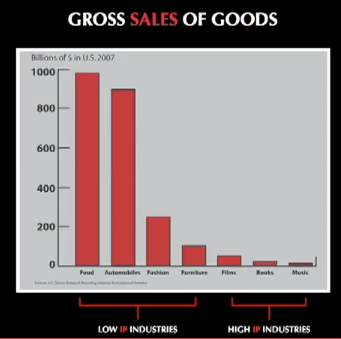 GROSS SALES OF GOODS
Billions of $ in U.S. 2007
1000
800
600
400
200
0
Food Automobiles Fashion Furniture Films Books Music
LOW IP INDUSTRIES HIGH IP INDUSTRIES